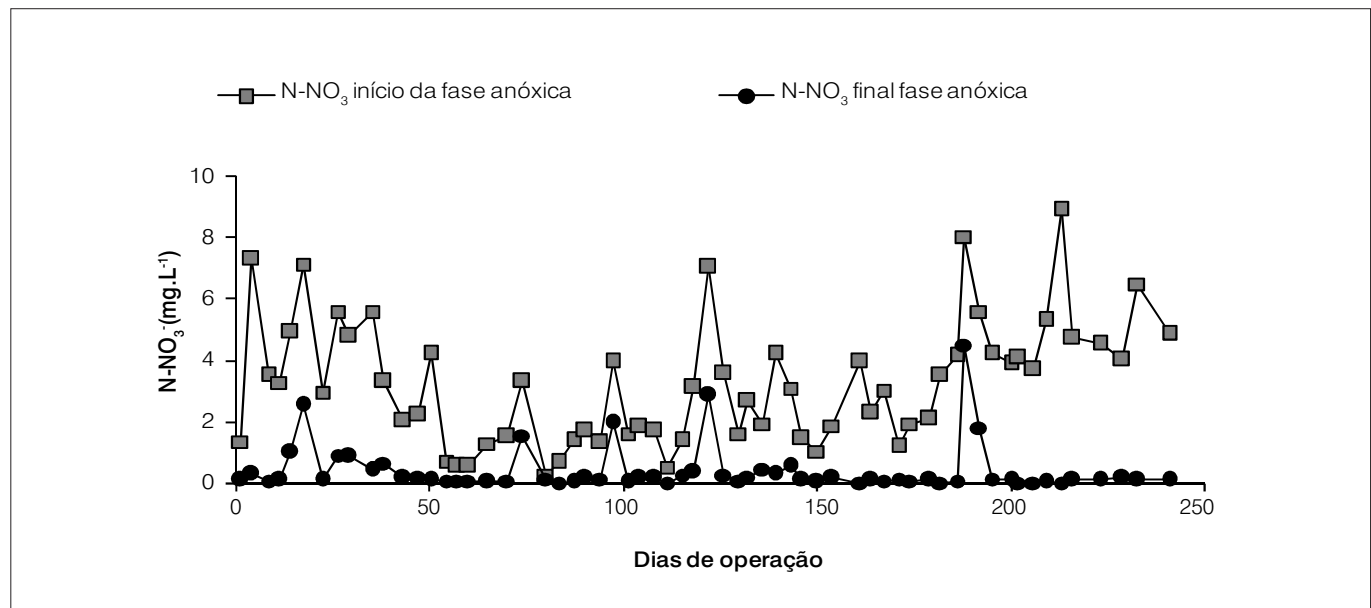 N-NO₃ início da fase anóxica
N-NO₃ final fase anóxica
N-NO₃⁻(mg.L⁻¹)
10
8
6
4
2
0
0 50 100 150 200 250
Dias de operação